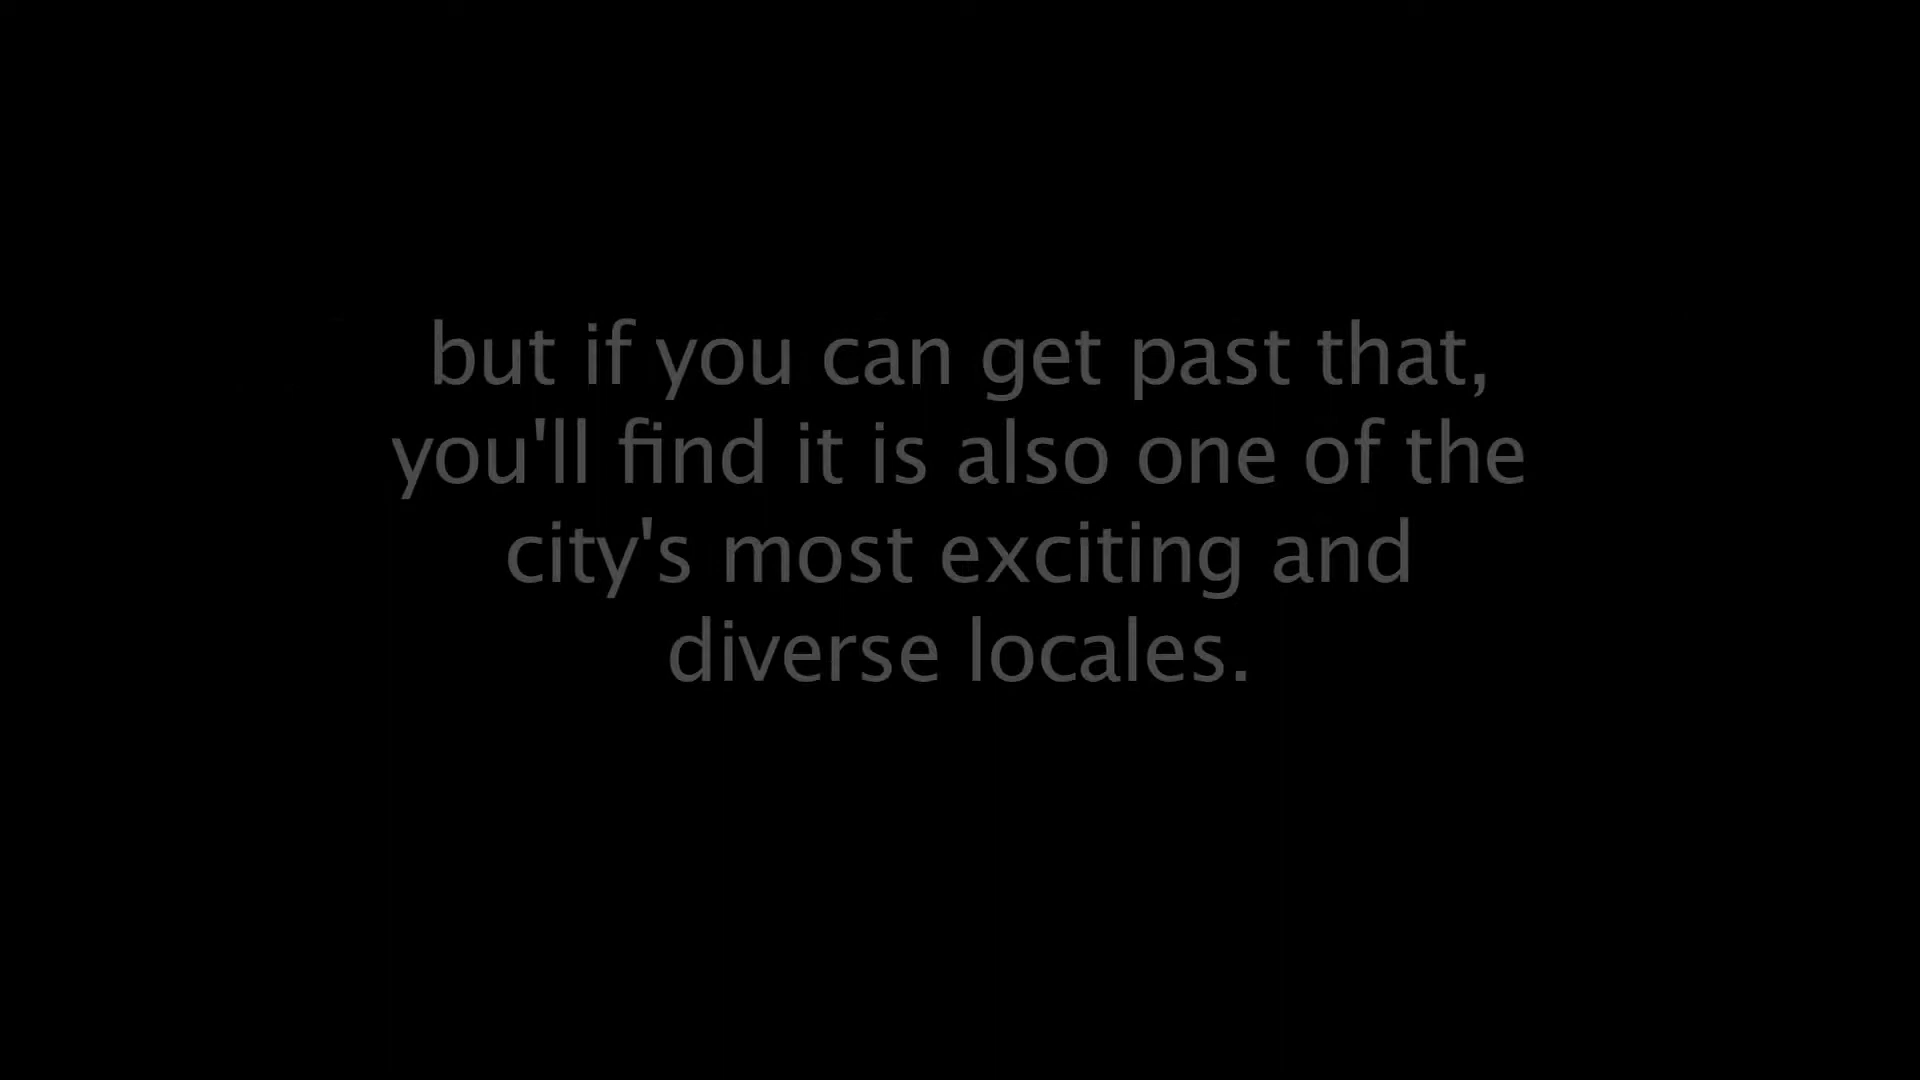 but if you can get past that,
you'll find it is also one of the
city's most exciting and
diverse locales.